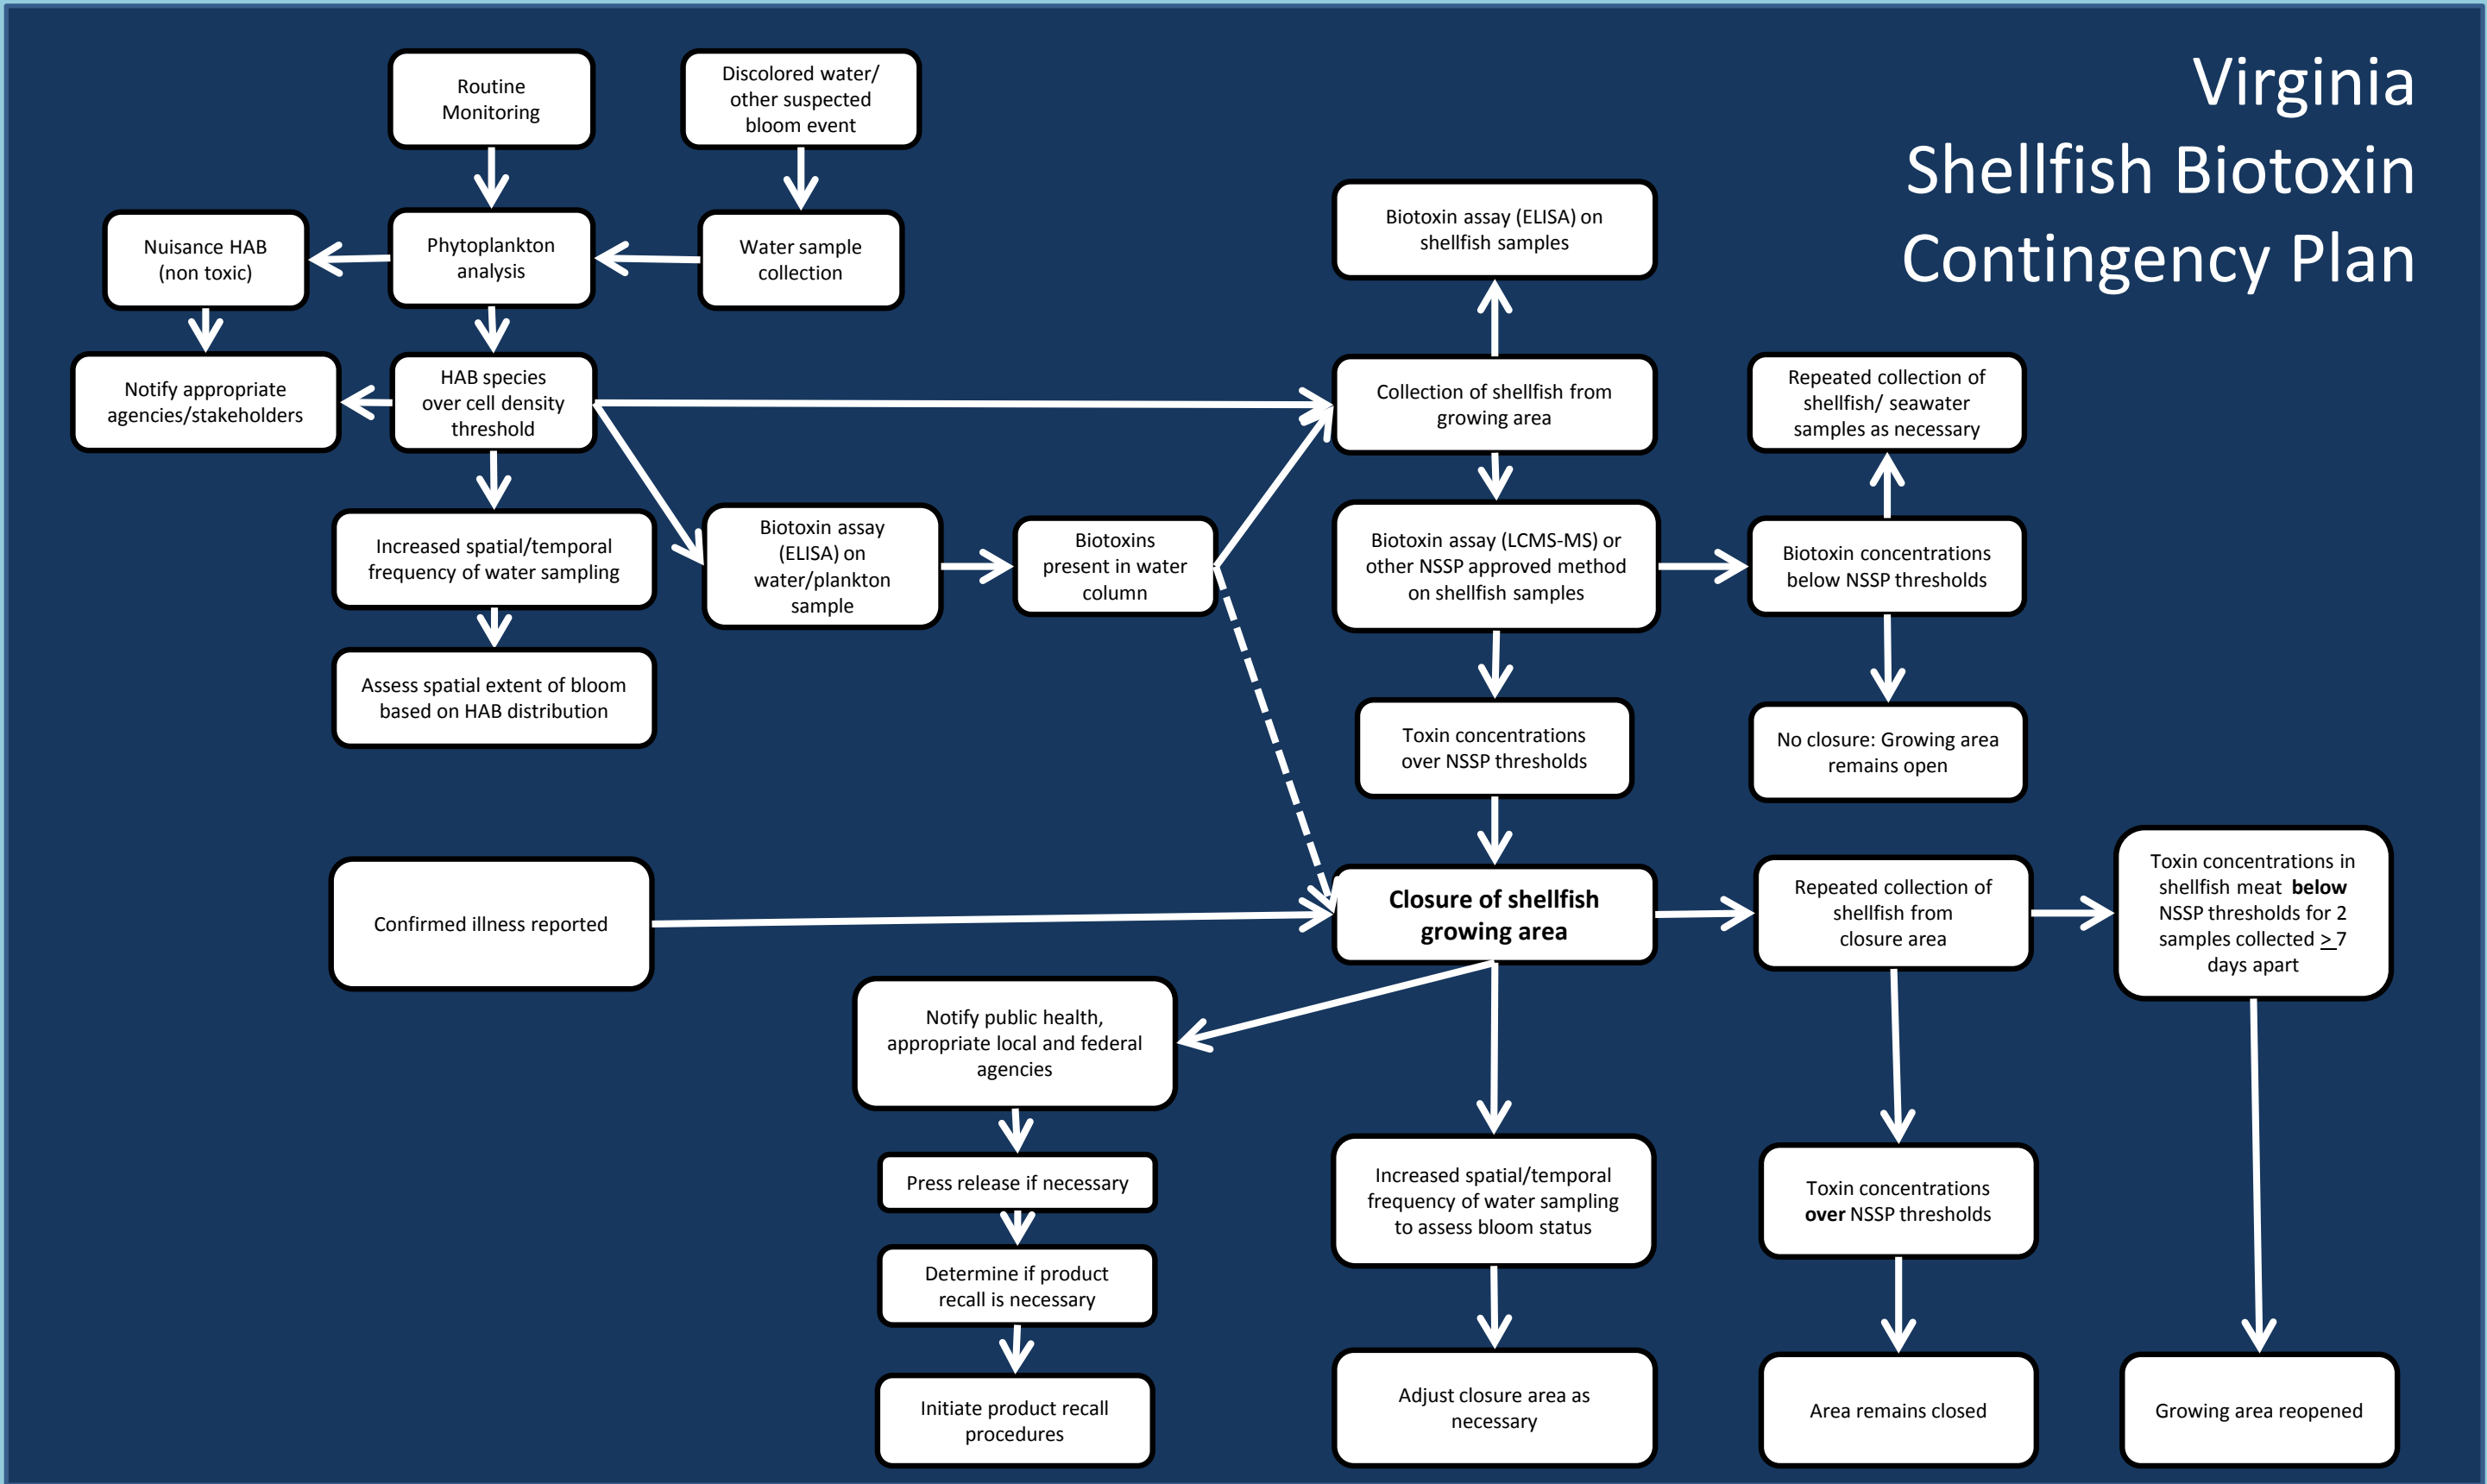 Virginia
Shellfish Biotoxin
Contingency Plan
Routine
Monitoring
Discolored water/
other suspected
bloom event
Nuisance HAB
(non toxic)
Phytoplankton
analysis
Water sample
collection
Biotoxin assay (ELISA) on
shellfish samples
Notify appropriate
agencies/stakeholders
HAB species
over cell density
threshold
Collection of shellfish from
growing area
Repeated collection of
shellfish/ seawater
samples as necessary
Increased spatial/temporal
frequency of water sampling
Biotoxin assay
(ELISA) on
water/plankton
sample
Biotoxins
present in water
column
Biotoxin assay (LCMS-MS) or
other NSSP approved method
on shellfish samples
Biotoxin concentrations
below NSSP thresholds
Assess spatial extent of bloom
based on HAB distribution
Toxin concentrations
over NSSP thresholds
No closure: Growing area
remains open
Confirmed illness reported
Closure of shellfish
growing area
Repeated collection of
shellfish from
closure area
Toxin concentrations in
shellfish meat below
NSSP thresholds for 2
samples collected > 7
days apart
Notify public health,
appropriate local and federal
agencies
Press release if necessary
Increased spatial/temporal
frequency of water sampling
to assess bloom status
Toxin concentrations
over NSSP thresholds
Determine if product
recall is necessary
Initiate product recall
procedures
Adjust closure area as
necessary
Area remains closed
Growing area reopened